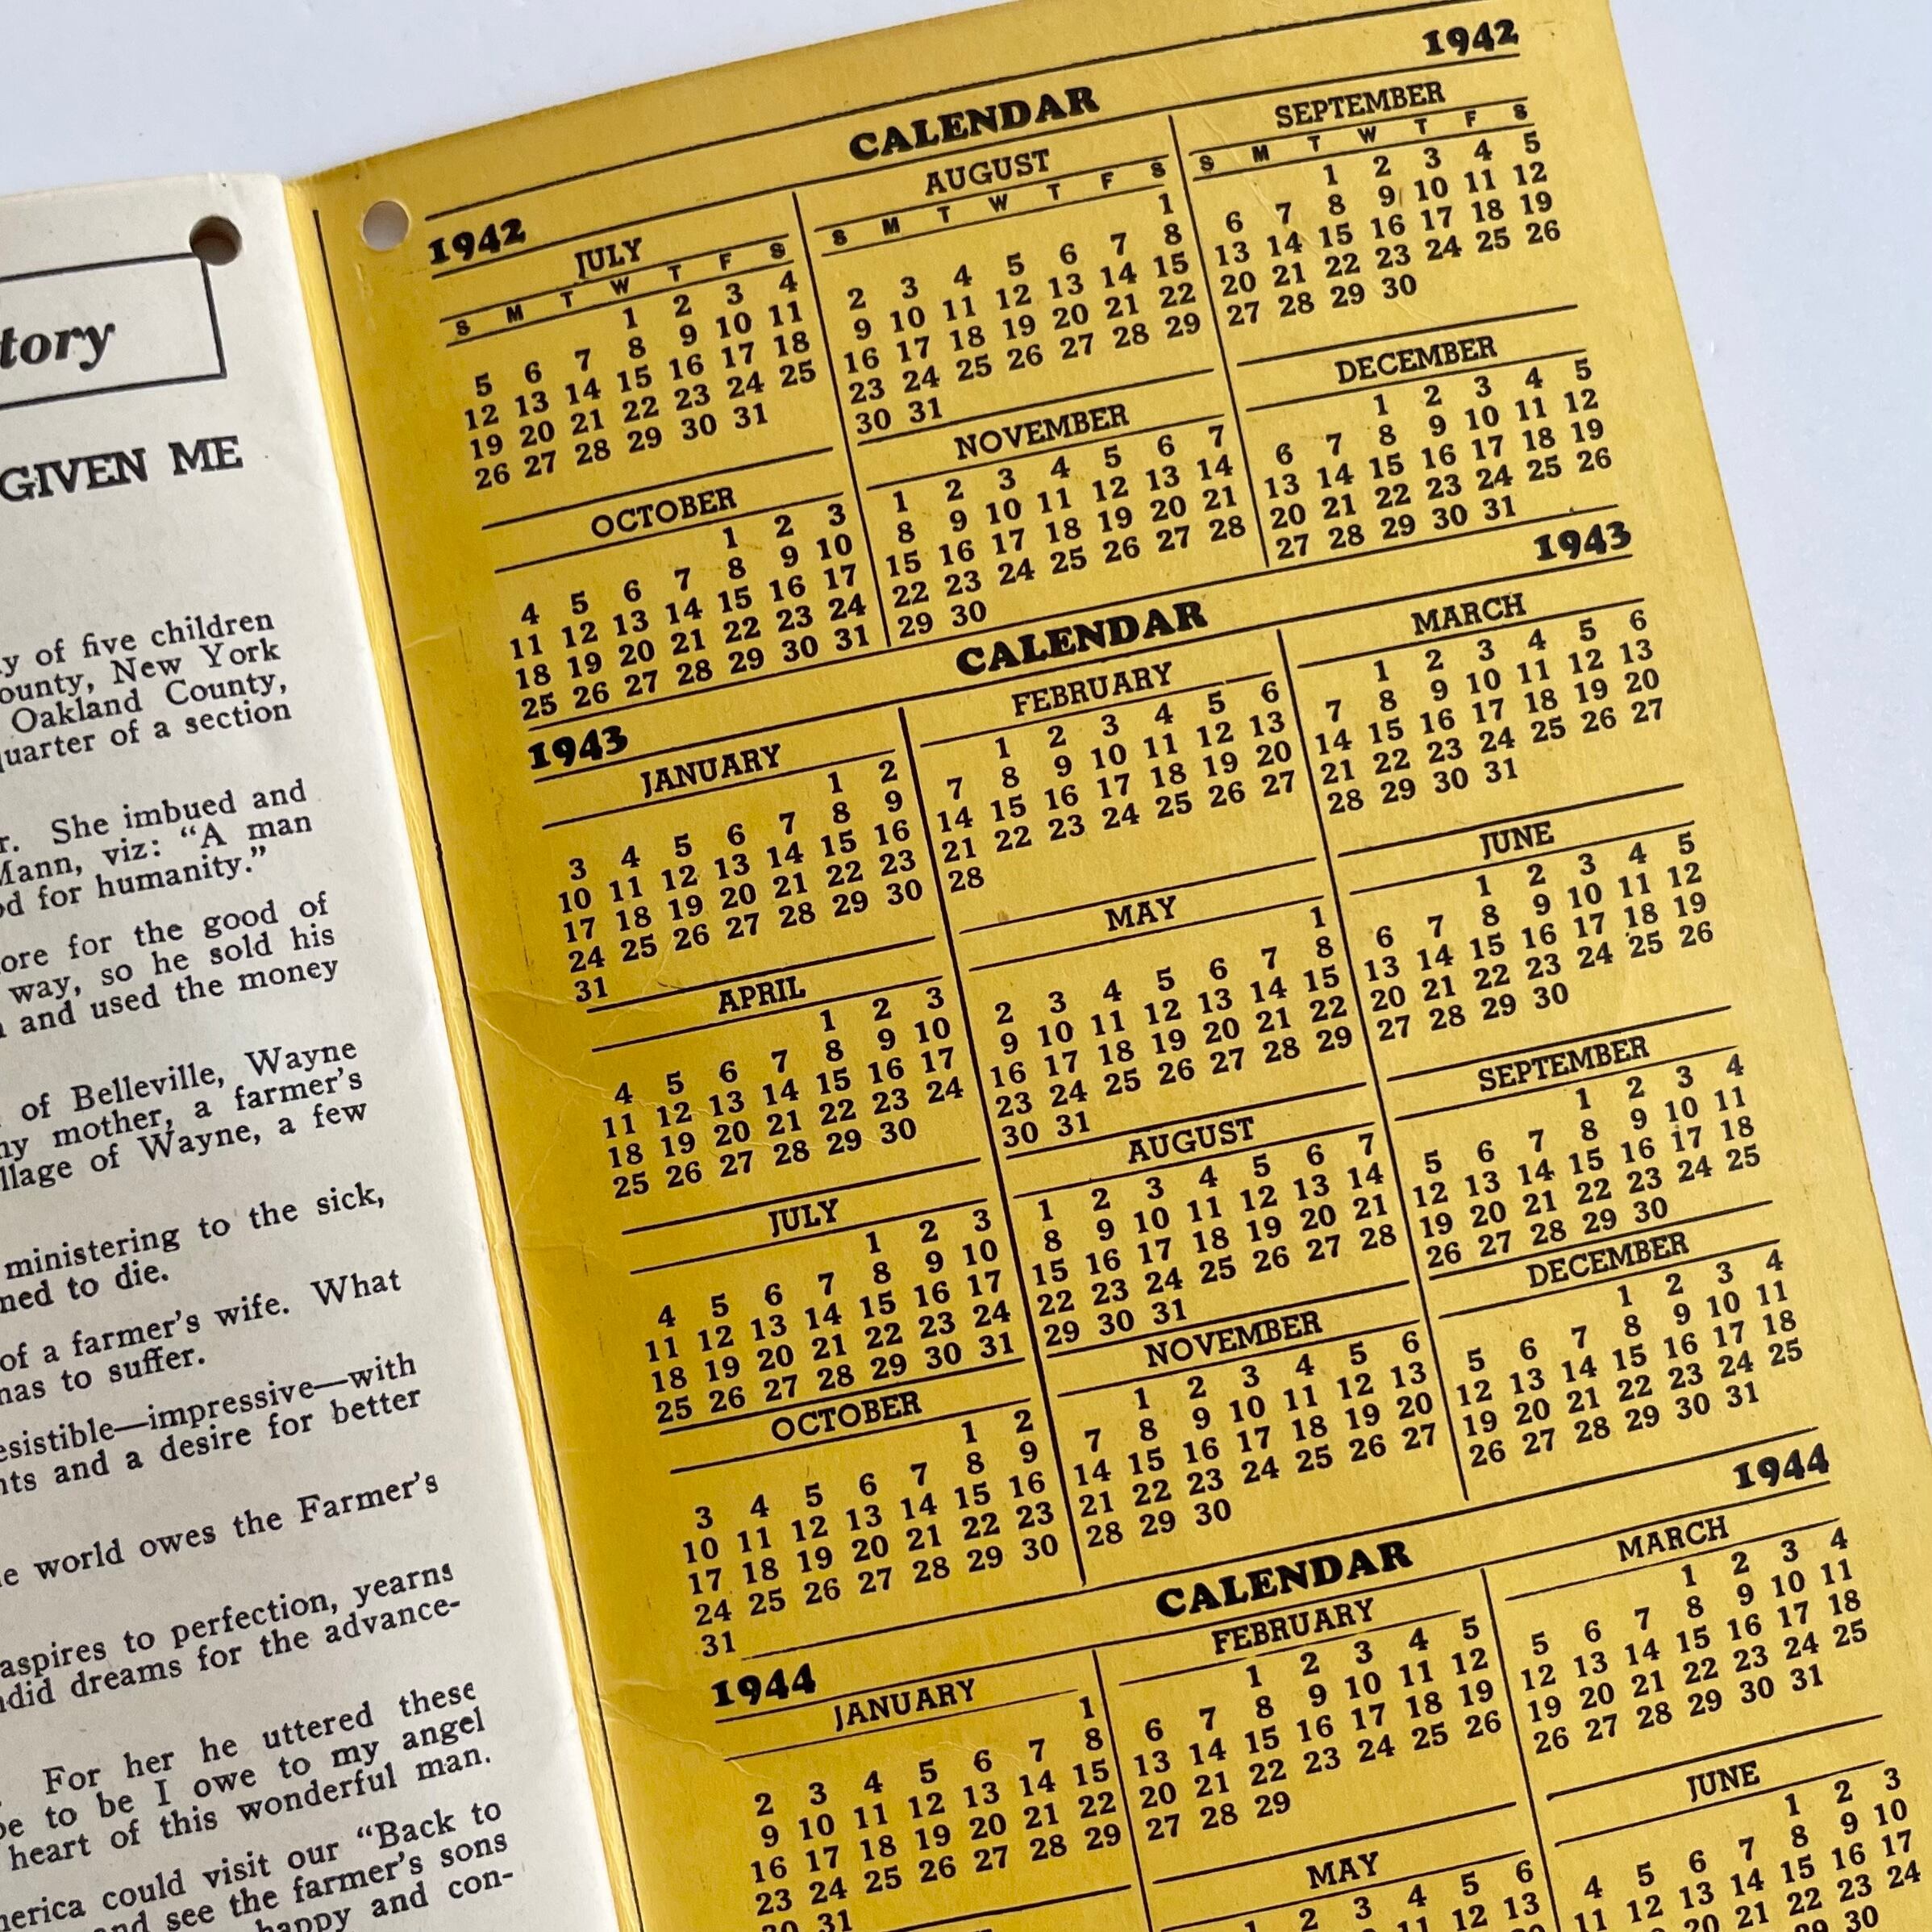 tory
GIVEN ME
y of five children
ounty, New York
Oakland County,
uarter of a section
r. She imbued and
Mann, viz: “A man
d for humanity.”
ore for the good of
way, so he sold his
and used the money
of Belleville, Wayne
my mother, a farmer's
llage of Wayne, a few
ministering to the sick,
ned to die.
of a farmer's wife. What
has to suffer.
esistible—impressive—with
nts and a desire for better
e world owes the Farmer's
aspires to perfection, yearns
ndid dreams for the advance-
For her he uttered these
pe to be I owe to my angel
heart of this wonderful man.
merica could visit our “Back to
and see the farmer's sons
happy and con-
CALENDAR
1942 1942
JULY
S M T W T F S
1 2 3 4
5 6 7 8 9 10 11
12 13 14 15 16 17 18
19 20 21 22 23 24 25
26 27 28 29 30 31
AUGUST
S M T W T F S
1
2 3 4 5 6 7 8
9 10 11 12 13 14 15
16 17 18 19 20 21 22
23 24 25 26 27 28 29
30 31
SEPTEMBER
S M T W T F S
1 2 3 4 5
6 7 8 9 10 11 12
13 14 15 16 17 18 19
20 21 22 23 24 25 26
27 28 29 30
OCTOBER
1 2 3
4 5 6 7 8 9 10
11 12 13 14 15 16 17
18 19 20 21 22 23 24
25 26 27 28 29 30 31
NOVEMBER
1 2 3 4 5 6 7
8 9 10 11 12 13 14
15 16 17 18 19 20 21
22 23 24 25 26 27 28
29 30
DECEMBER
1 2 3 4 5
6 7 8 9 10 11 12
13 14 15 16 17 18 19
20 21 22 23 24 25 26
27 28 29 30 31
1943 CALENDAR 1943
JANUARY
1 2
3 4 5 6 7 8 9
10 11 12 13 14 15 16
17 18 19 20 21 22 23
24 25 26 27 28 29 30
31
FEBRUARY
1 2 3 4 5 6
7 8 9 10 11 12 13
14 15 16 17 18 19 20
21 22 23 24 25 26 27
28
MARCH
1 2 3 4 5 6
7 8 9 10 11 12 13
14 15 16 17 18 19 20
21 22 23 24 25 26 27
28 29 30 31
APRIL
1 2 3
4 5 6 7 8 9 10
11 12 13 14 15 16 17
18 19 20 21 22 23 24
25 26 27 28 29 30
MAY
1
2 3 4 5 6 7 8
9 10 11 12 13 14 15
16 17 18 19 20 21 22
23 24 25 26 27 28 29
30 31
JUNE
1 2 3 4 5
6 7 8 9 10 11 12
13 14 15 16 17 18 19
20 21 22 23 24 25 26
27 28 29 30
JULY
1 2 3
4 5 6 7 8 9 10
11 12 13 14 15 16 17
18 19 20 21 22 23 24
25 26 27 28 29 30 31
AUGUST
1 2 3 4 5 6 7
8 9 10 11 12 13 14
15 16 17 18 19 20 21
22 23 24 25 26 27 28
29 30 31
SEPTEMBER
1 2 3 4
5 6 7 8 9 10 11
12 13 14 15 16 17 18
19 20 21 22 23 24 25
26 27 28 29 30
OCTOBER
1 2
3 4 5 6 7 8 9
10 11 12 13 14 15 16
17 18 19 20 21 22 23
24 25 26 27 28 29 30
31
NOVEMBER
1 2 3 4 5 6
7 8 9 10 11 12 13
14 15 16 17 18 19 20
21 22 23 24 25 26 27
28 29 30
DECEMBER
1 2 3 4
5 6 7 8 9 10 11
12 13 14 15 16 17 18
19 20 21 22 23 24 25
26 27 28 29 30 31
1944 CALENDAR 1944
JANUARY
1
2 3 4 5 6 7 8
9 10 11 12 13 14 15
16 17 18 19 20 21 22
23 24 25 26 27 28 29
30 31
FEBRUARY
1 2 3 4 5
6 7 8 9 10 11 12
13 14 15 16 17 18 19
20 21 22 23 24 25 26
27 28 29
MARCH
1 2 3 4
5 6 7 8 9 10 11
12 13 14 15 16 17 18
19 20 21 22 23 24 25
26 27 28 29 30 31
MAY
1 2 3 4 5 6
11 12 13
JUNE
1 2 3
4 5 6 7 8 9 10
11 12 13 14 15 16 17
20 21 22 23 24
29 30